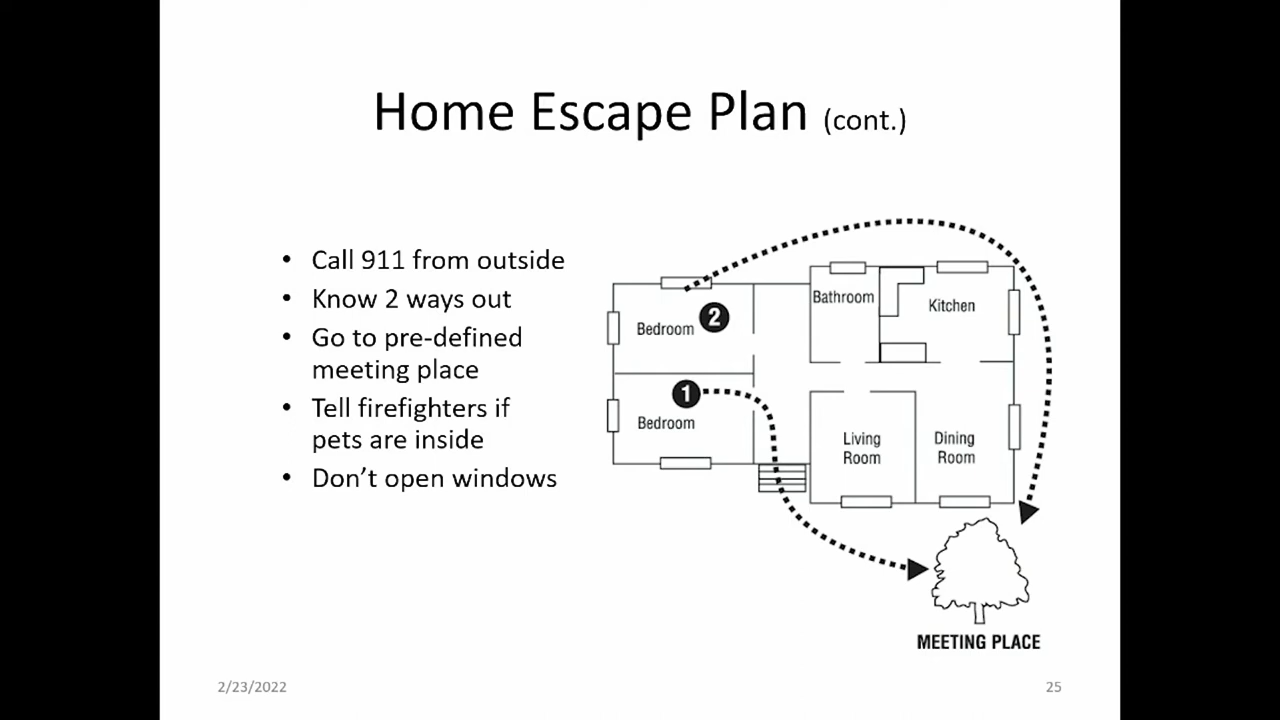 Home Escape Plan (cont.)
• Call 911 from outside
• Know 2 ways out
• Go to pre-defined
meeting place
• Tell firefighters if
pets are inside
• Don’t open windows
Bathroom
Kitchen
Bedroom
2
1
Bedroom
Living
Room
Dining
Room
MEETING PLACE
2/23/2022
25